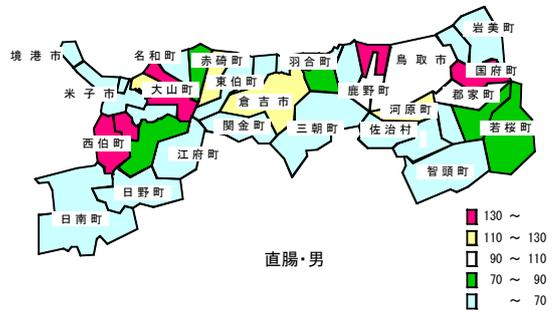 岩美町
境港市
名和町
赤碕町
羽合町
鳥取市
東伯町
国府町
大山町
米子市
鹿野町
郡家町
倉吉市
河原町
関金町
三朝町
佐治村
若桜町
西伯町
江府町
智頭町
日野町
日南町
直腸・男
130 ～
110 ～ 130
90 ～ 110
70 ～ 90
～ 70